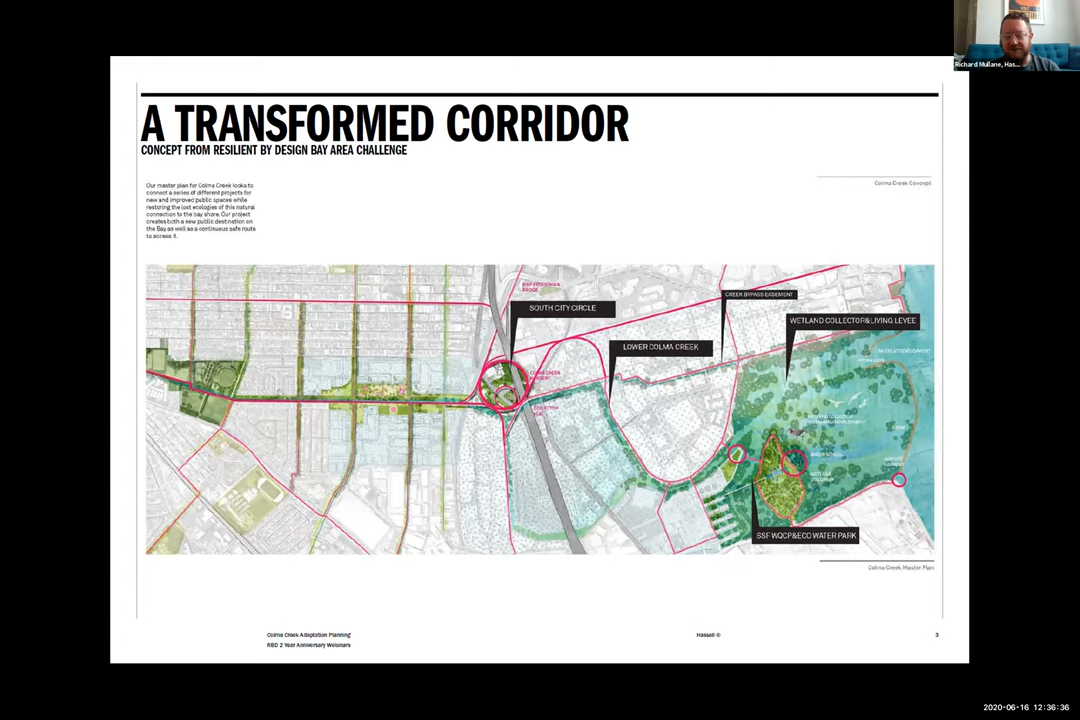 Richard Mullane, Has...
A TRANSFORMED CORRIDOR
CONCEPT FROM RESILIENT BY DESIGN BAY AREA CHALLENGE
Our master plan for Colma Creek looks to
connect a series of different projects for
new and improved public spaces while
restoring the lost ecologies of this natural
connection to the bay shore. Our project
creates both a new public destination on
the Bay as well as a continuous safe route
to access it.
Colma Creek Concept
CREEK BYPASS EASEMENT
SOUTH CITY CIRCLE
WETLAND COLLECTOR&LIVING LEVEE
LOWER COLMA CREEK
COLMA CREEK
SSF WQCP&ECO WATER PARK
Colma Creek Master Plan
Colma Creek Adaptation Planning
RBD 2 Year Anniversary Webinars
Hassell ©
3
2020-06-16 12:36:36